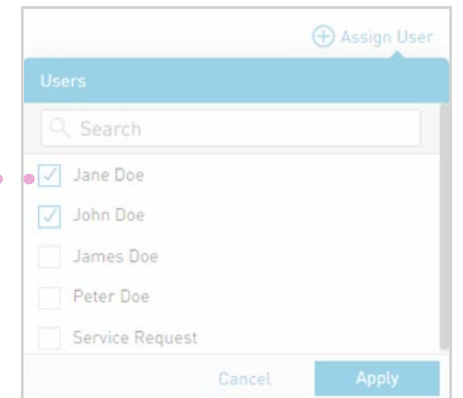 Assign User
Users
Search
Jane Doe
John Doe
James Doe
Peter Doe
Service Request
Cancel Apply